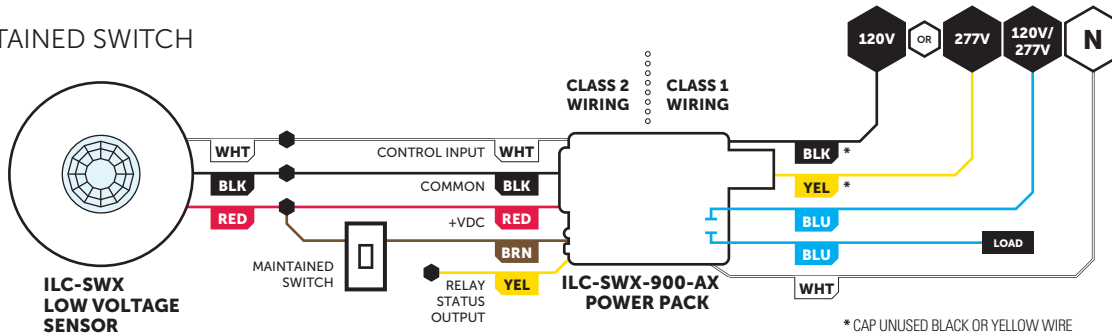 TAINED SWITCH
120V
OR
277V
120V/
277V
N
CLASS 2
WIRING
CLASS 1
WIRING
WHT
CONTROL INPUT
WHT
BLK
COMMON
BLK
RED
+VDC
RED
BRN
MAINTAINED
SWITCH
YEL
RELAY
STATUS
OUTPUT
BLK *
YEL *
BLU
BLU
LOAD
WHT
ILC-SWX
LOW VOLTAGE
SENSOR
ILC-SWX-900-AX
POWER PACK
* CAP UNUSED BLACK OR YELLOW WIRE